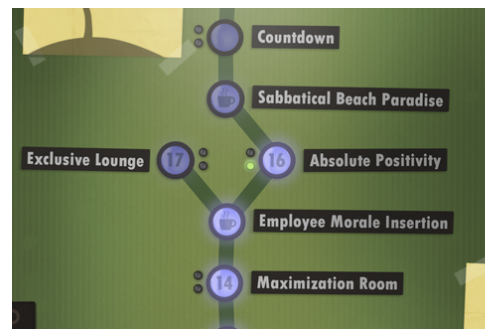 Countdown
Sabbatical Beach Paradise
Exclusive Lounge 17 16 Absolute Positivity
Employee Morale Insertion
14 Maximization Room